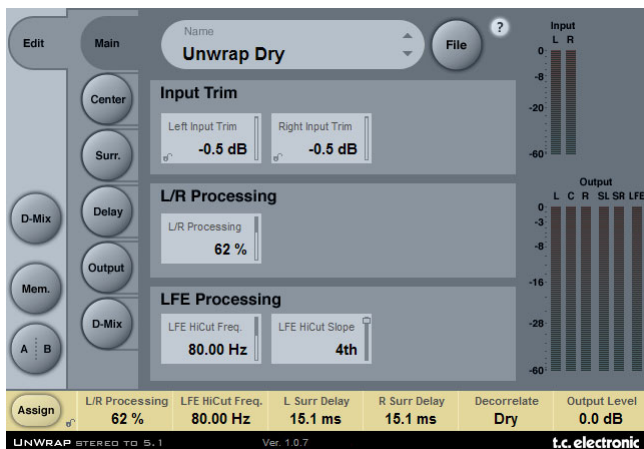 Edit
Main
Name
Unwrap Dry
File
?
Input
L R
0
-8
-20
-60
Center
Surr.
Delay
Output
D-Mix
D-Mix
Mem.
A B
Input Trim
Left Input Trim
-0.5 dB
Right Input Trim
-0.5 dB
L/R Processing
L/R Processing
62 %
LFE Processing
LFE HiCut Freq.
80.00 Hz
LFE HiCut Slope
4th
Output
L C R SL SR LFE
0
-3
-8
-16
-28
-60
Assign
L/R Processing
62 %
LFE HiCut Freq.
80.00 Hz
L Surr Delay
15.1 ms
R Surr Delay
15.1 ms
Decorrelate
Dry
Output Level
0.0 dB
UNWRAP STEREO TO 5.1
Ver. 1.0.7
t.c. electronic